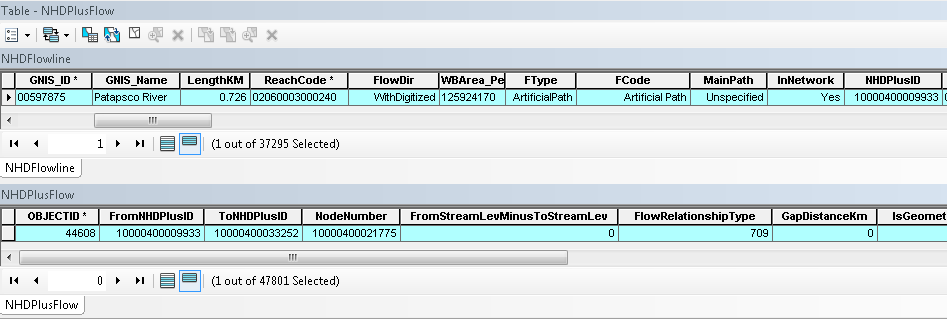 Table - NHDPlusFlow
NHDFlowline
GNIS_ID * GNIS_Name LengthKM ReachCode * FlowDir WBArea_Pe FType FCode MainPath InNetwork NHDPlusID
00597875 Patapsco River 0.726 02060003000240 WithDigitized 125924170 ArtificialPath Artificial Path Unspecified Yes 10000400009933
1 (1 out of 37295 Selected)
NHDFlowline
NHDPlusFlow
OBJECTID * FromNHDPlusID ToNHDPlusID NodeNumber FromStreamLevMinusToStreamLev FlowRelationshipType GapDistanceKm IsGeomet
44608 10000400009933 10000400033252 10000400021775 0 709 0
0 (1 out of 47801 Selected)
NHDPlusFlow